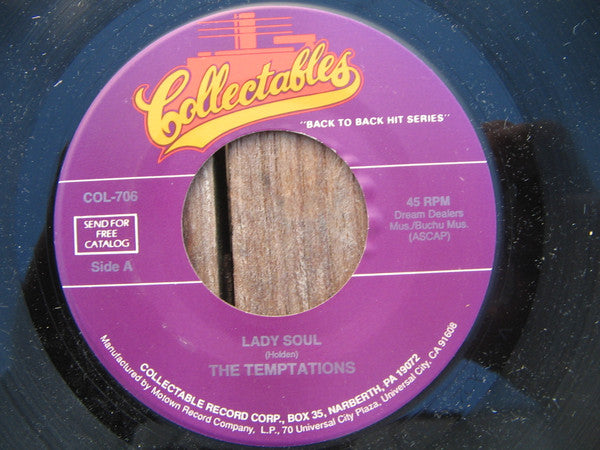 Collectables
"BACK TO BACK HIT SERIES"
COL-706
SEND FOR
FREE
CATALOG
Side A
45 RPM
Dream Dealers
Mus./Buchu Mus.
(ASCAP)
LADY SOUL
(Holden)
THE TEMPTATIONS
COLLECTABLE RECORD CORP., BOX 35, NARBERTH, PA 19072
Manufactured by Motown Record Company, L.P., 70 Universal City Plaza, Universal City, CA 91608